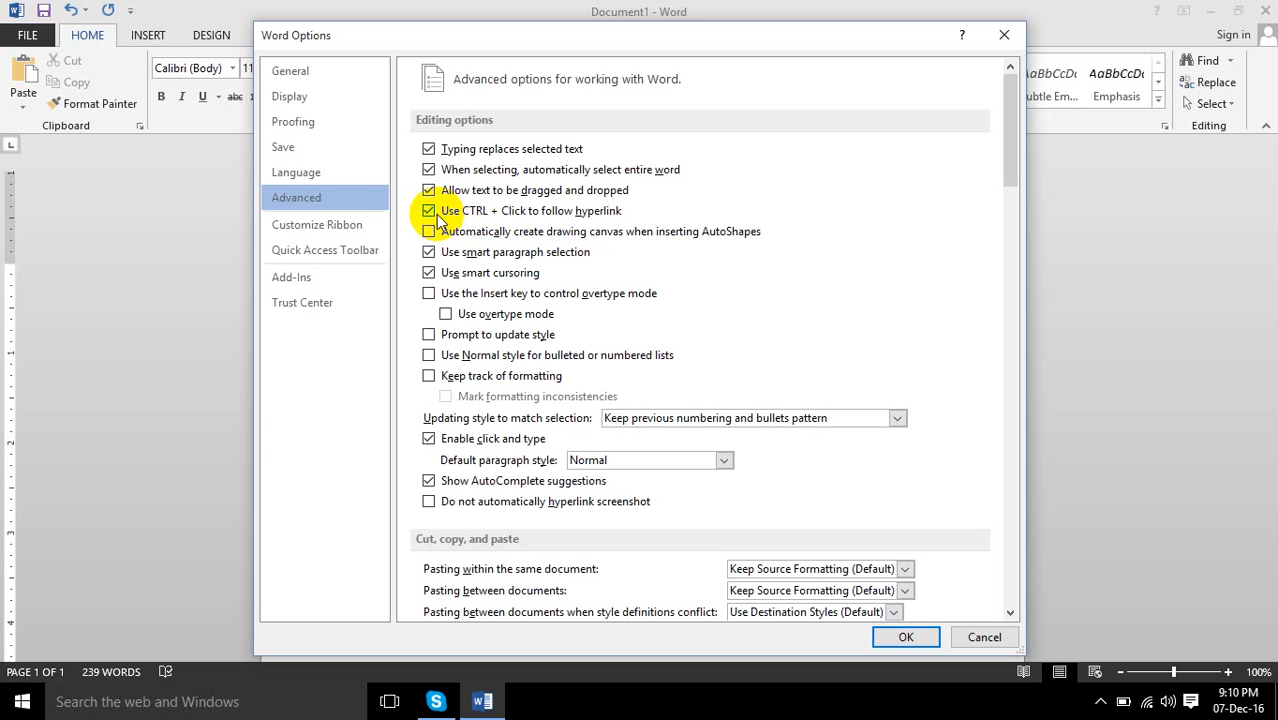 Document1 - Word
Sign in
FILE HOME INSERT DESIGN
Cut
Copy
Paste
Format Painter
Clipboard
Calibri (Body) 11
B I U abc
AaBbCcDc AaBbCcDc
Subtle Em... Emphasis
Find
Replace
Select
Editing
Word Options
General
Display
Proofing
Save
Language
Advanced
Customize Ribbon
Quick Access Toolbar
Add-Ins
Trust Center
Advanced options for working with Word.
Editing options
Typing replaces selected text
When selecting, automatically select entire word
Allow text to be dragged and dropped
Use CTRL + Click to follow hyperlink
Automatically create drawing canvas when inserting AutoShapes
Use smart paragraph selection
Use smart cursoring
Use the Insert key to control overtype mode
Use overtype mode
Prompt to update style
Use Normal style for bulleted or numbered lists
Keep track of formatting
Mark formatting inconsistencies
Updating style to match selection: Keep previous numbering and bullets pattern
Enable click and type
Default paragraph style: Normal
Show AutoComplete suggestions
Do not automatically hyperlink screenshot
Cut, copy, and paste
Pasting within the same document: Keep Source Formatting (Default)
Pasting between documents: Keep Source Formatting (Default)
Pasting between documents when style definitions conflict: Use Destination Styles (Default)
OK Cancel
PAGE 1 OF 1 239 WORDS 100%
Search the web and Windows
9:10 PM
07-Dec-16